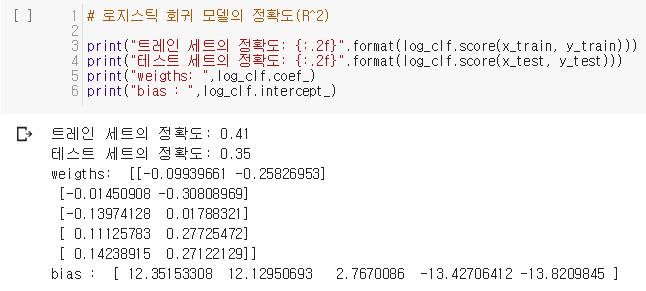 [ ] 1 # 로지스틱 회귀 모델의 정확도(R^2)
2
3 print("트레인 세트의 정확도: {:.2f}".format(log_clf.score(x_train, y_train)))
4 print("테스트 세트의 정확도: {:.2f}".format(log_clf.score(x_test, y_test)))
5 print("weigths: ",log_clf.coef_)
6 print("bias : ",log_clf.intercept_)
트레인 세트의 정확도: 0.41
테스트 세트의 정확도: 0.35
weigths:  [[-0.09939661 -0.25826953]
 [-0.01450908 -0.30808969]
 [-0.13974128  0.01788321]
 [ 0.11125783  0.27725472]
 [ 0.14238915  0.27122129]]
bias :  [ 12.35153308  12.12950693   2.7670086  -13.42706412 -13.8209845 ]